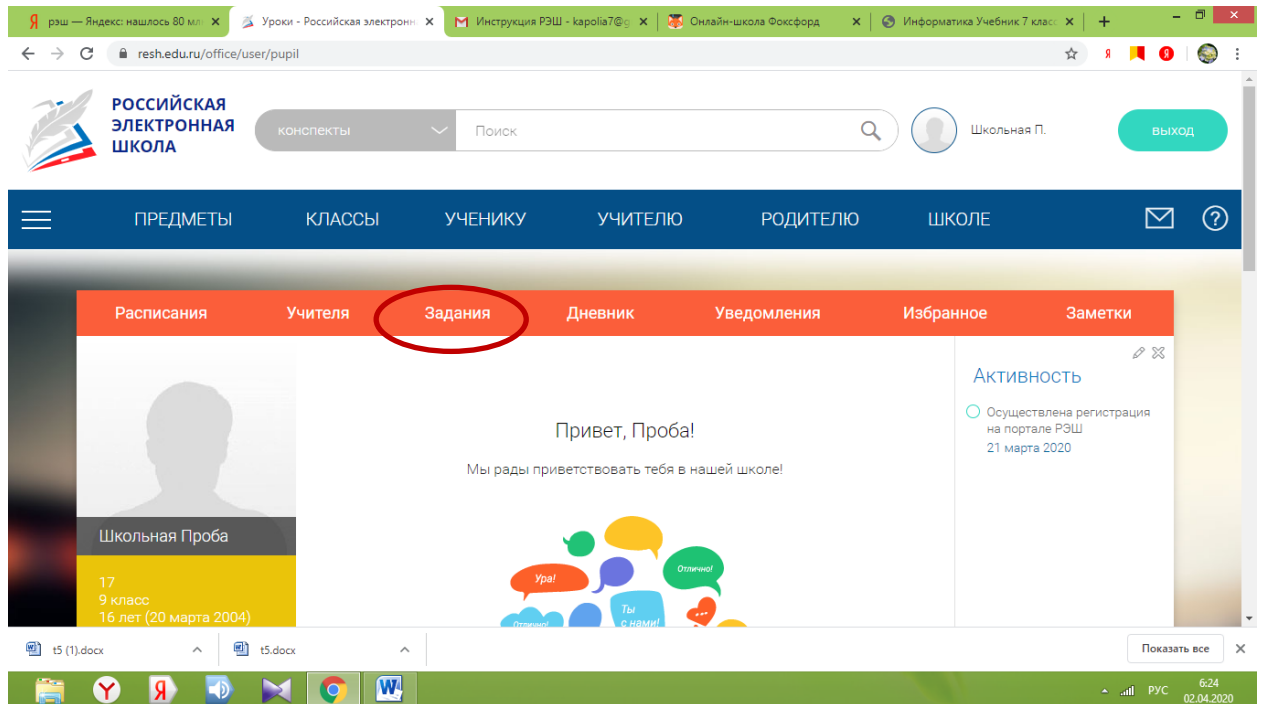 рэш — Яндекс: нашлось 80 мл
Уроки - Российская электронн
Инструкция РЭШ - kapolia7@g
Онлайн-школа Фоксфорд
Информатика Учебник 7 класс
resh.edu.ru/office/user/pupil
РОССИЙСКАЯ
ЭЛЕКТРОННАЯ
ШКОЛА
конспекты
Поиск
Школьная П.
выход
ПРЕДМЕТЫ КЛАССЫ УЧЕНИКУ УЧИТЕЛЮ РОДИТЕЛЮ ШКОЛЕ
Расписания Учителя Задания Дневник Уведомления Избранное Заметки
Привет, Проба!
Мы рады приветствовать тебя в нашей школе!
Ура!
Отлично!
Ты
с нами!
Отлично!
Школьная Проба
17
9 класс
16 лет (20 марта 2004)
Активность
Осуществлена регистрация
на портале РЭШ
21 марта 2020
t5 (1).docx
t5.docx
Показать все
РУС
6:24
02.04.2020